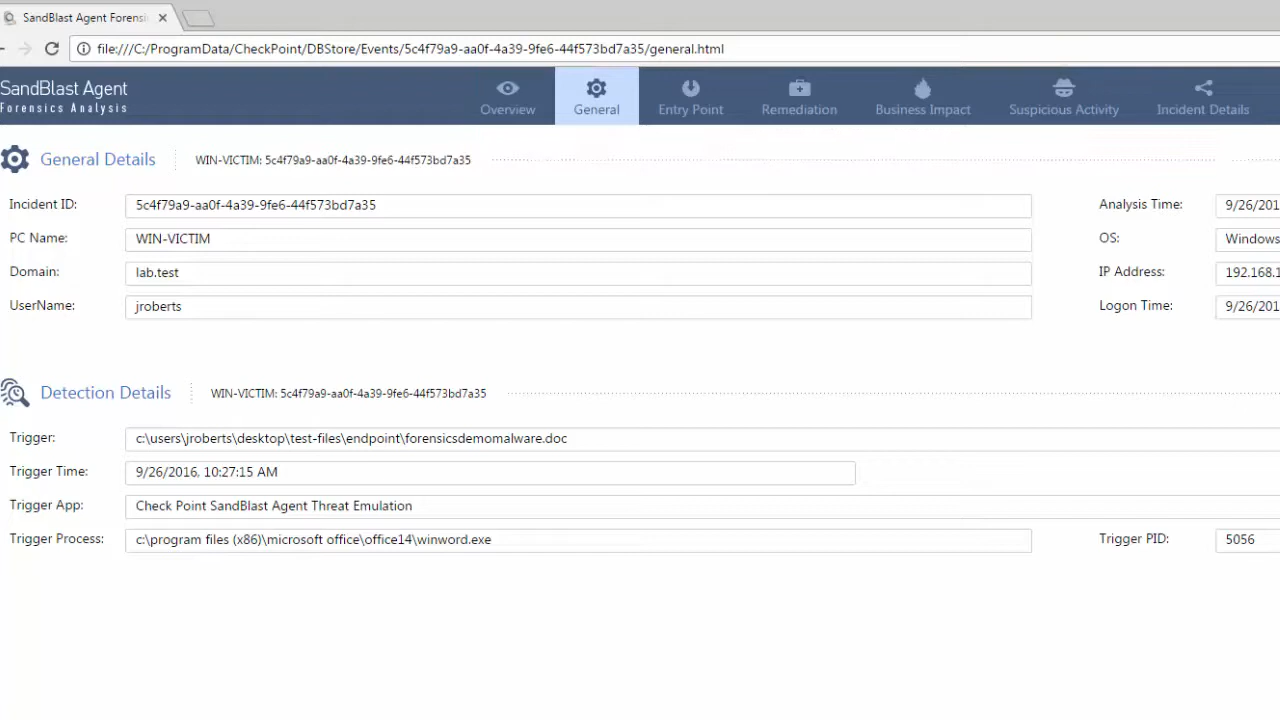 SandBlast Agent Forensi
file:///C:/ProgramData/CheckPoint/DBStore/Events/5c4f79a9-aa0f-4a39-9fe6-44f573bd7a35/general.html
SandBlast Agent
Forensics Analysis
Overview
General
Entry Point
Remediation
Business Impact
Suspicious Activity
Incident Details
General Details WIN-VICTIM: 5c4f79a9-aa0f-4a39-9fe6-44f573bd7a35
Incident ID: 5c4f79a9-aa0f-4a39-9fe6-44f573bd7a35 Analysis Time: 9/26/201
PC Name: WIN-VICTIM OS: Windows
Domain: lab.test IP Address: 192.168.1
UserName: jroberts Logon Time: 9/26/201
Detection Details WIN-VICTIM: 5c4f79a9-aa0f-4a39-9fe6-44f573bd7a35
Trigger: c:\users\jroberts\desktop\test-files\endpoint\forensicsdemomalware.doc
Trigger Time: 9/26/2016, 10:27:15 AM
Trigger App: Check Point SandBlast Agent Threat Emulation
Trigger Process: c:\program files (x86)\microsoft office\office14\winword.exe Trigger PID: 5056